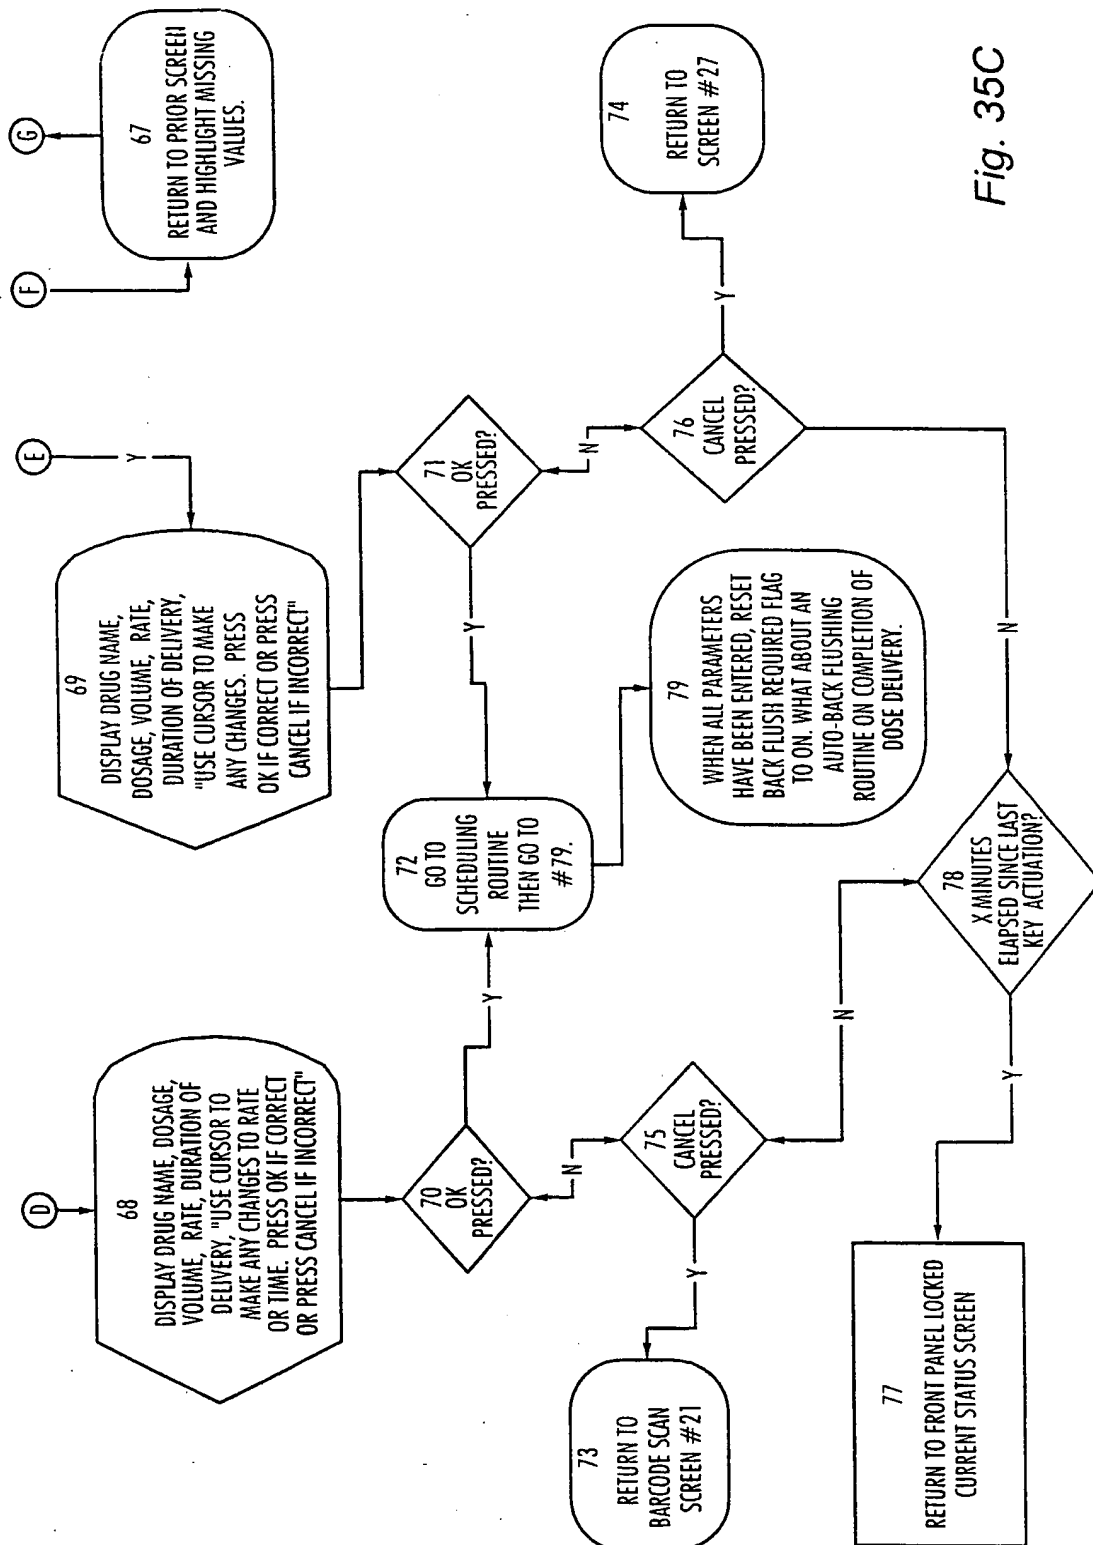 D
68
DISPLAY DRUG NAME, DOSAGE,
VOLUME, RATE, DURATION OF
DELIVERY, "USE CURSOR TO
MAKE ANY CHANGES TO RATE
OR TIME. PRESS OK IF CORRECT
OR PRESS CANCEL IF INCORRECT"
70
OK
PRESSED?
Y
N
75
CANCEL
PRESSED?
Y
N
73
RETURN TO
BARCODE SCAN
SCREEN #21
77
RETURN TO FRONT PANEL LOCKED
CURRENT STATUS SCREEN
Y
78
X MINUTES
ELAPSED SINCE LAST
KEY ACTUATION?
72
GO TO
SCHEDULING
ROUTINE
THEN GO TO
#79.
79
WHEN ALL PARAMETERS
HAVE BEEN ENTERED, RESET
BACK FLUSH REQUIRED FLAG
TO ON. WHAT ABOUT AN
AUTO-BACK FLUSHING
ROUTINE ON COMPLETION OF
DOSE DELIVERY.
E
Y
69
DISPLAY DRUG NAME,
DOSAGE, VOLUME, RATE,
DURATION OF DELIVERY,
"USE CURSOR TO MAKE
ANY CHANGES. PRESS
OK IF CORRECT OR PRESS
CANCEL IF INCORRECT"
71
OK
PRESSED?
Y
N
76
CANCEL
PRESSED?
Y
N
74
RETURN TO
SCREEN #27
F
G
67
RETURN TO PRIOR SCREEN
AND HIGHLIGHT MISSING
VALUES.
Fig. 35C